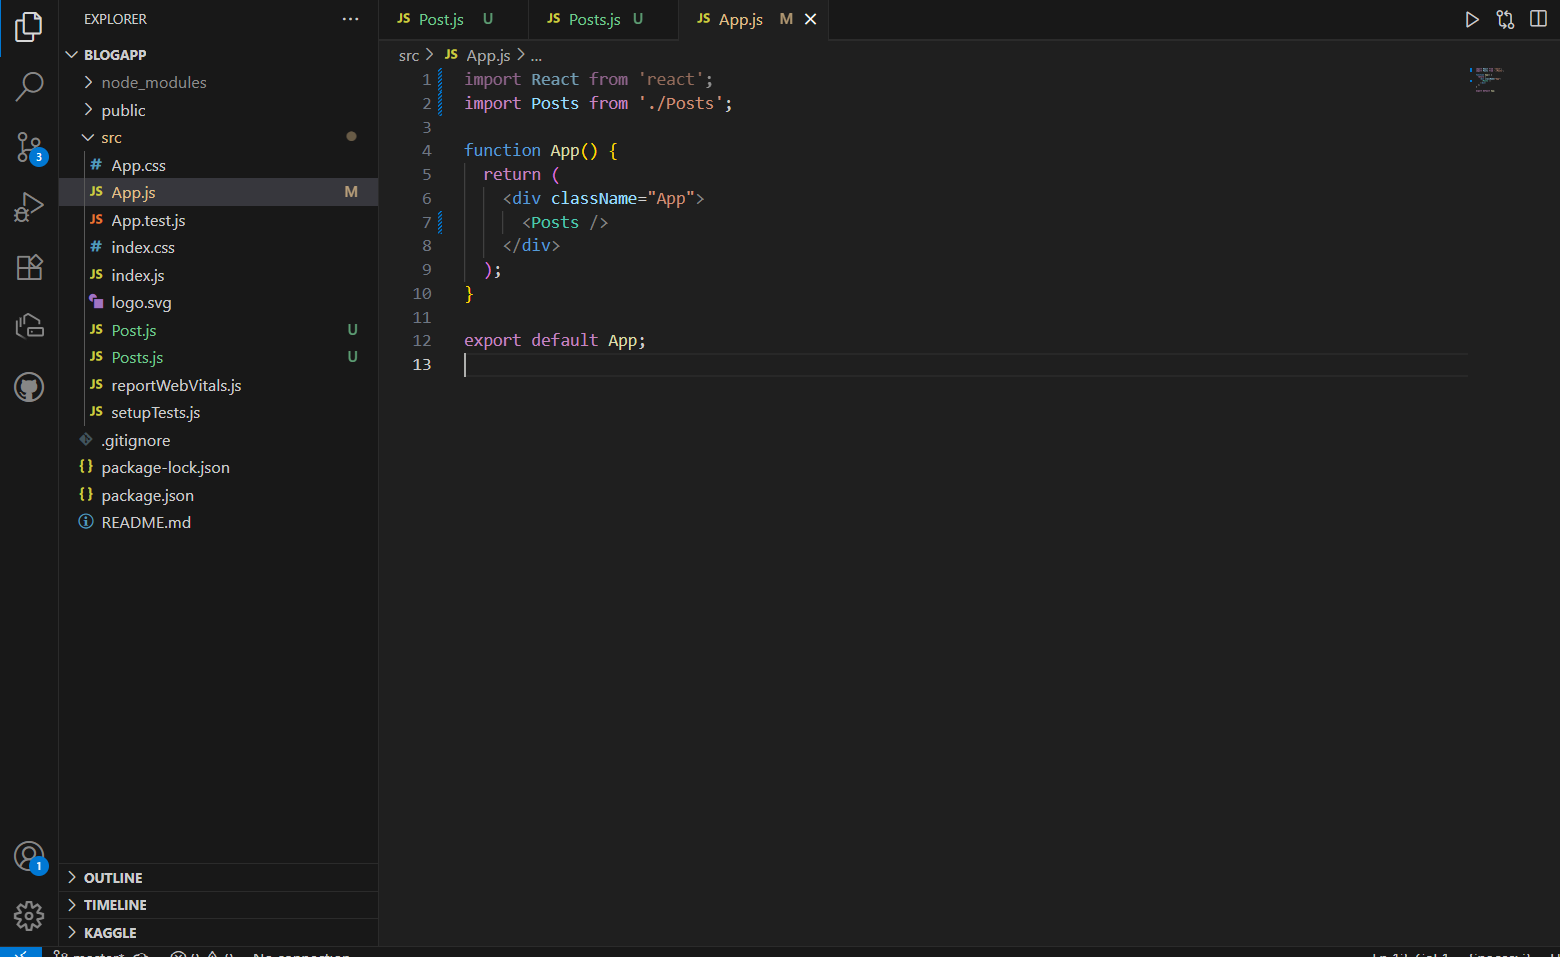 EXPLORER
BLOGAPP
node_modules
public
src
# App.css
JS App.js M
JS App.test.js
# index.css
JS index.js
logo.svg
JS Post.js U
JS Posts.js U
JS reportWebVitals.js
JS setupTests.js
.gitignore
{} package-lock.json
{} package.json
README.md
OUTLINE
TIMELINE
KAGGLE
3
1
JS Post.js U
JS Posts.js U
JS App.js M
src > JS App.js > ...
1 import React from 'react';
2 import Posts from './Posts';
3
4 function App() {
5 return (
6 <div className="App">
7 <Posts />
8 </div>
9 );
10 }
11
12 export default App;
13
master*
No connection